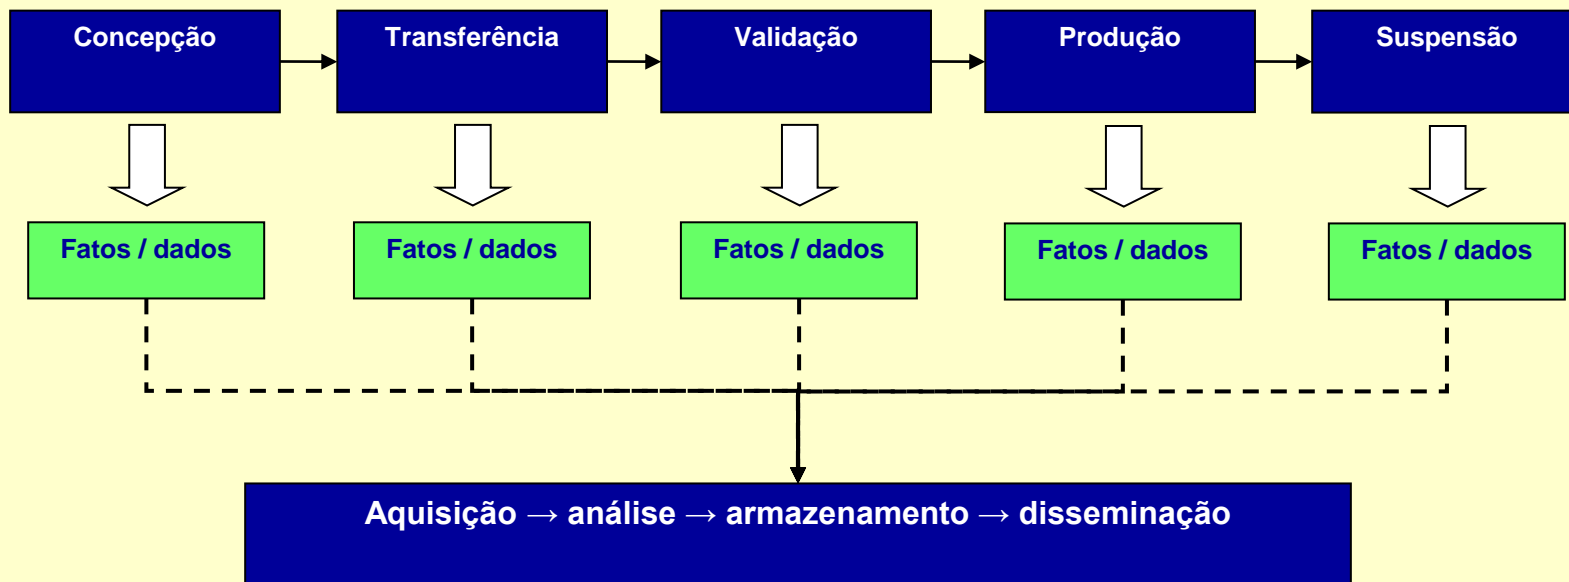 Concepção
Transferência
Validação
Produção
Suspensão
Fatos / dados
Fatos / dados
Fatos / dados
Fatos / dados
Fatos / dados
Aquisição → análise → armazenamento → disseminação